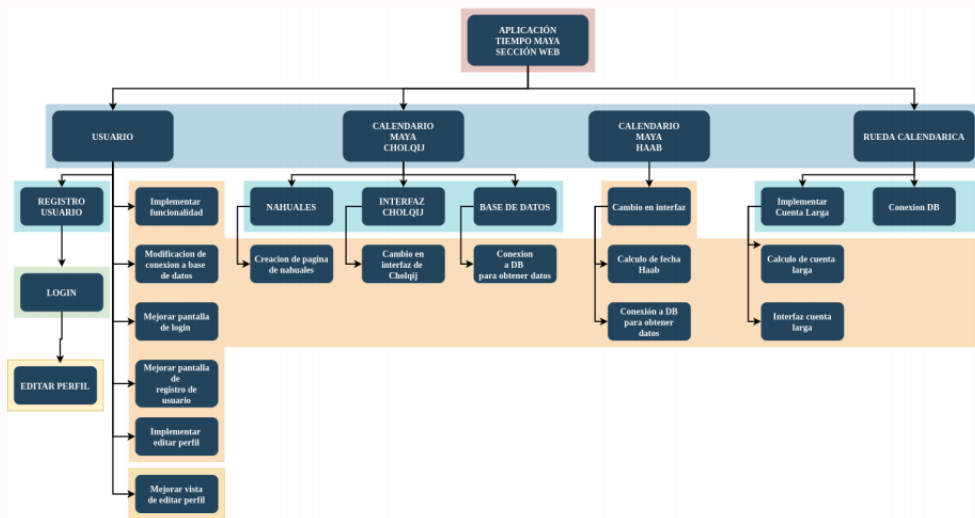 APLICACIÓN
TIEMPO MAYA
SECCIÓN WEB
USUARIO
CALENDARIO
MAYA
CHOLQIJ
CALENDARIO
MAYA
HAAB
RUEDA CALENDARICA
REGISTRO
USUARIO
Implementar
funcionalidad
NAHUALES
INTERFAZ
CHOLQIJ
BASE DE DATOS
Cambio en interfaz
Implementar
Cuenta Larga
Conexion DB
Modificacion de
conexion a base
de datos
Creacion de pagina
de nahuales
Cambio en
interfaz de
Cholqij
Conexion
a DB
para obtener datos
Calculo de fecha
Haab
Calculo de cuenta
larga
LOGIN
Mejorar pantalla
de login
Conexión a DB
para obtener
datos
Interfaz cuenta
larga
EDITAR PERFIL
Mejorar pantalla
de
registro de
usuario
Implementar
editar perfil
Mejorar vista
de editar perfil